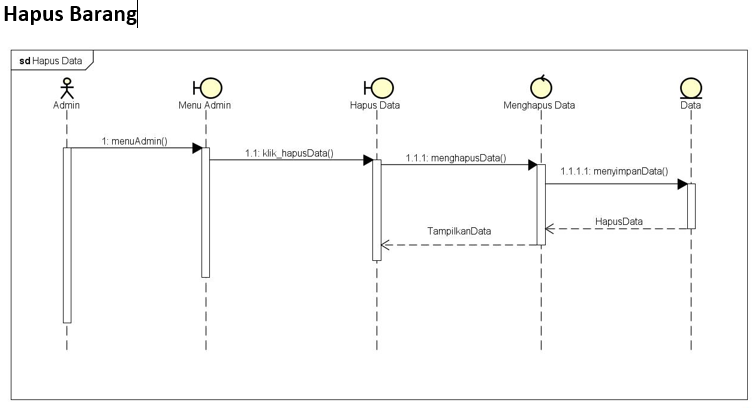 Hapus Barang
sd Hapus Data
Admin
Menu Admin
Hapus Data
Menghapus Data
Data
1: menuAdmin()
1.1: klik_hapusData()
1.1.1: menghapusData()
1.1.1.1: menyimpanData()
HapusData
TampilkanData